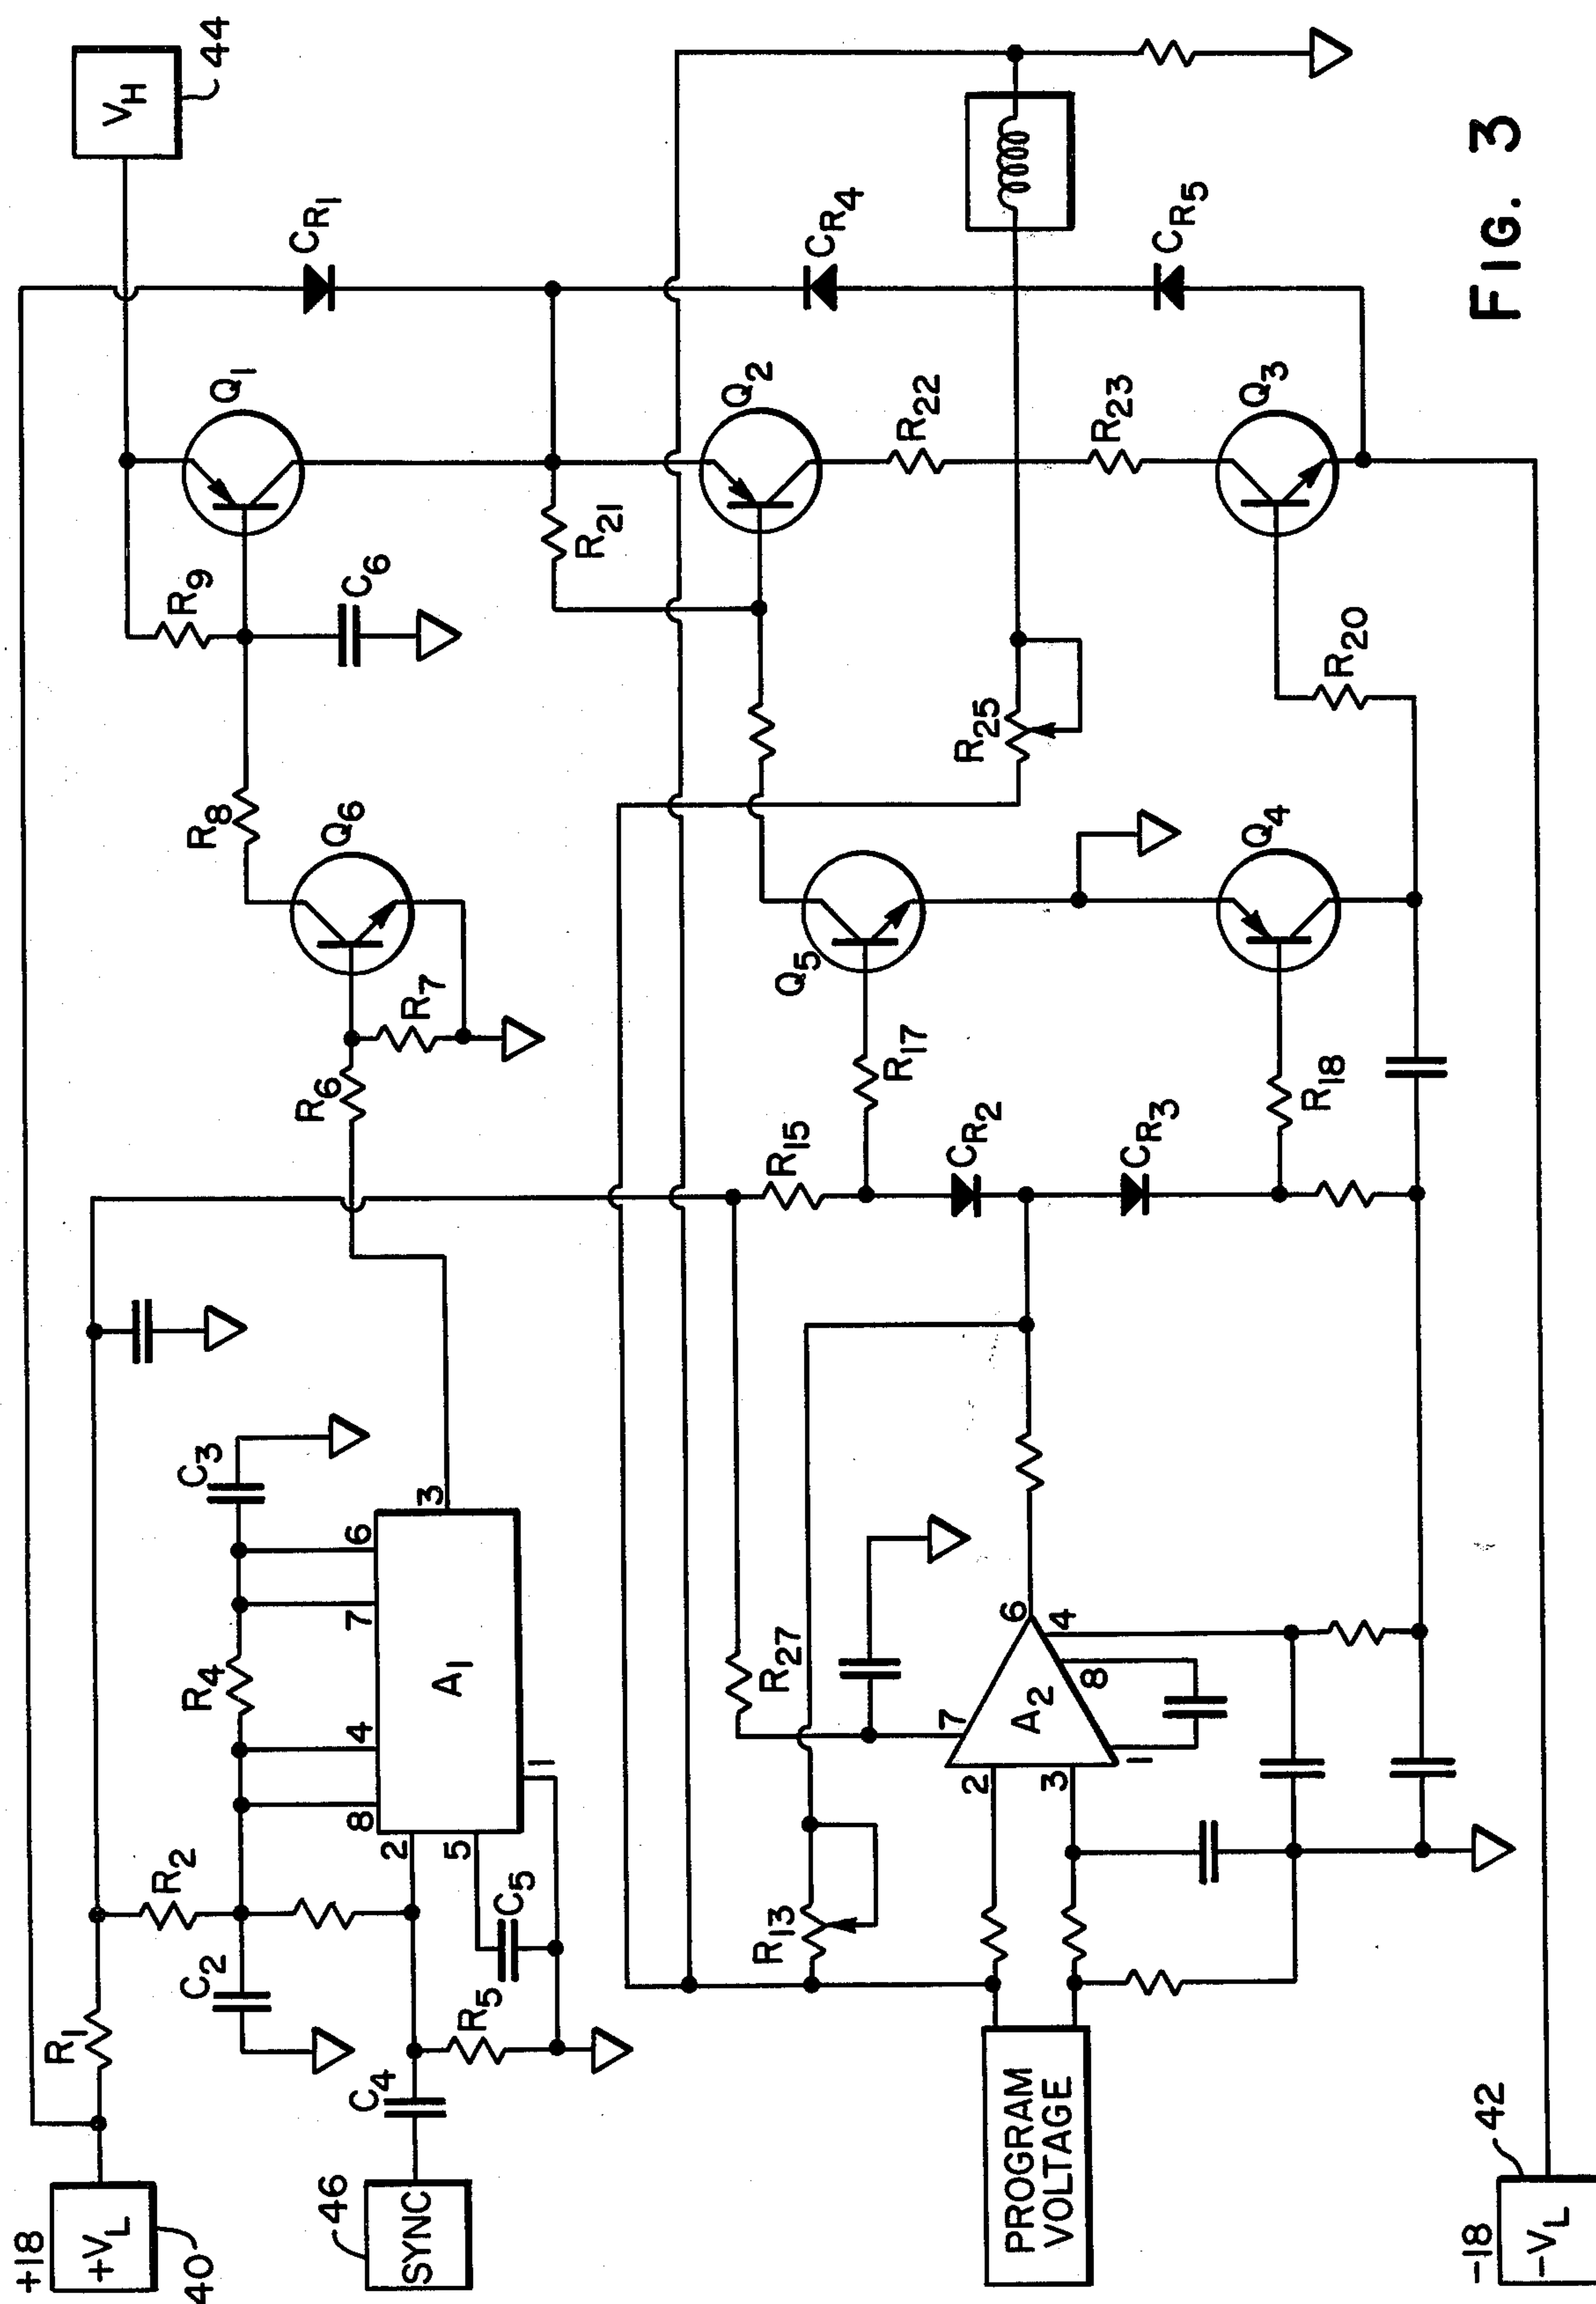 +18
+VL
40
R1
R2
C2
R4
C3
8
4
7
6
A1
3
2
5
1
C5
R5
C4
SYNC
46
R6
R7
Q6
R8
R9
C6
Q1
VH
44
CR1
R21
Q2
CR4
R22
R23
CR5
Q3
R20
R25
Q5
Q4
R17
R18
R15
CR2
CR3
R27
R13
7
6
4
A2
8
2
3
1
PROGRAM
VOLTAGE
-18
-VL
42
FIG. 3